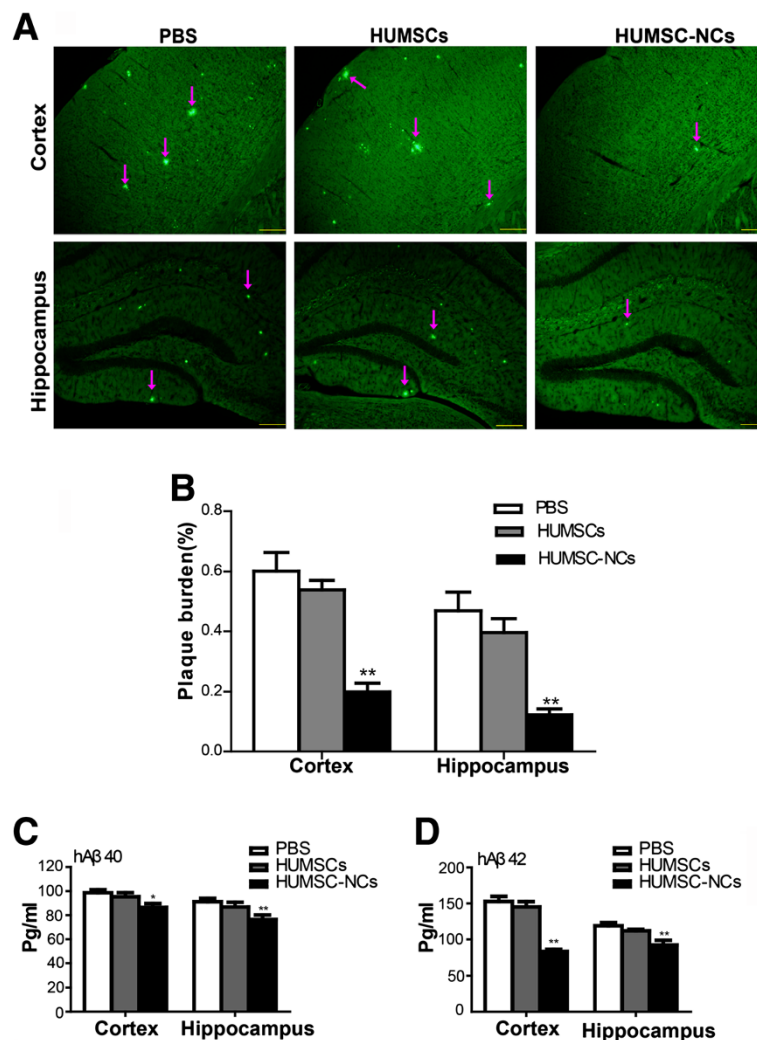 A
PBS
HUMSCs
HUMSC-NCs
Cortex
Hippocampus
B
Plaque burden(%)
0.8
0.6
0.4
0.2
0.0
PBS
HUMSCs
HUMSC-NCs
**
**
Cortex
Hippocampus
C
hAβ 40
PBS
HUMSCs
HUMSC-NCs
Pg/ml
120
100
80
60
40
20
0
*
**
Cortex
Hippocampus
D
hAβ 42
PBS
HUMSCs
HUMSC-NCs
Pg/ml
200
150
100
50
0
**
**
Cortex
Hippocampus